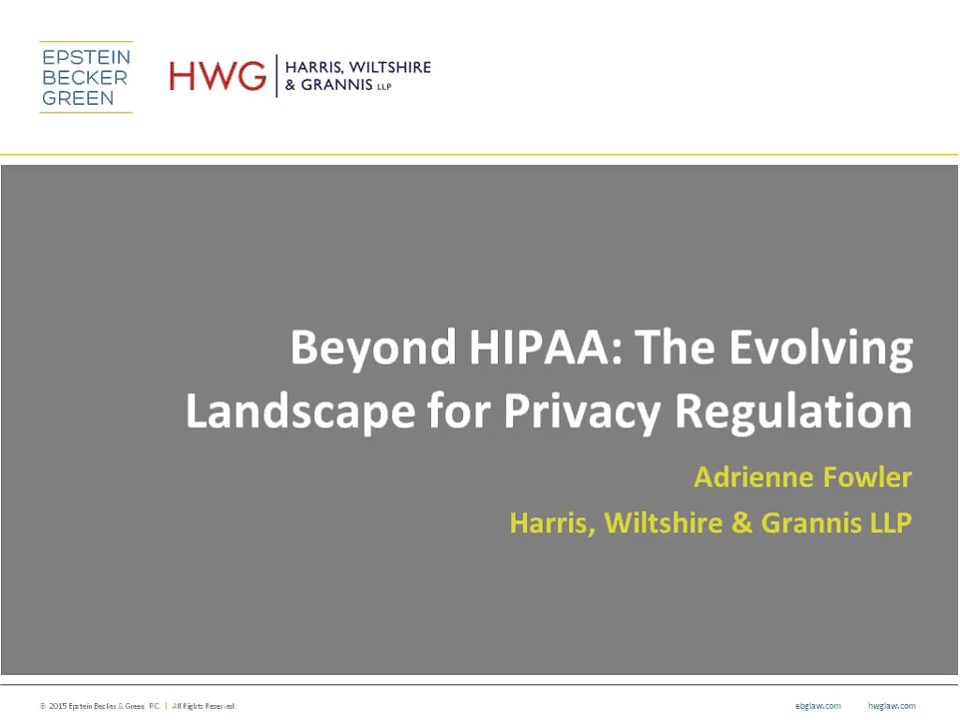 EPSTEIN
BECKER
GREEN
HWG
HARRIS, WILTSHIRE
& GRANNIS LLP
Beyond HIPAA: The Evolving
Landscape for Privacy Regulation
Adrienne Fowler
Harris, Wiltshire & Grannis LLP
© 2015 Epstein Becker & Green, P.C. | All Rights Reserved.
ebglaw.com
hwglaw.com